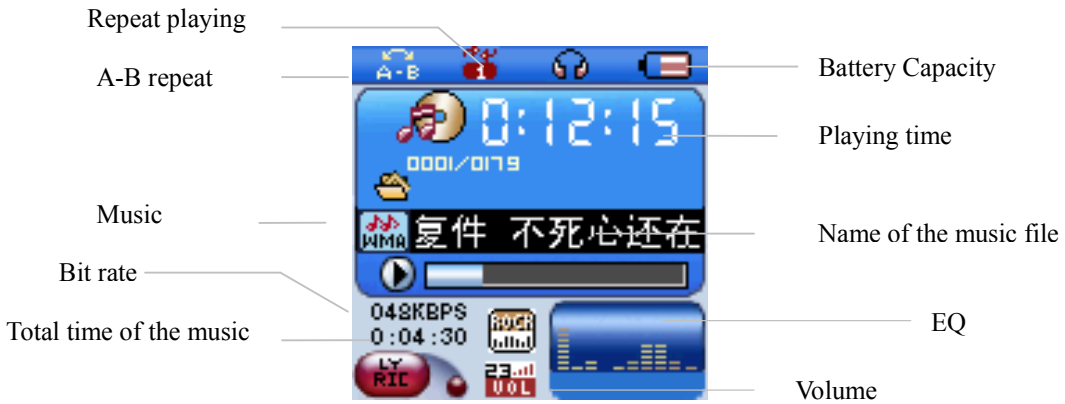 Repeat playing
A-B repeat
A-B
1
Battery Capacity
0:12:15
Playing time
0001/0179
Music
WMA
复件 不死心还在
Name of the music file
Bit rate
048KBPS
Total time of the music
0:04:30
ROCK
EQ
LY
RIC
23
VOL
Volume